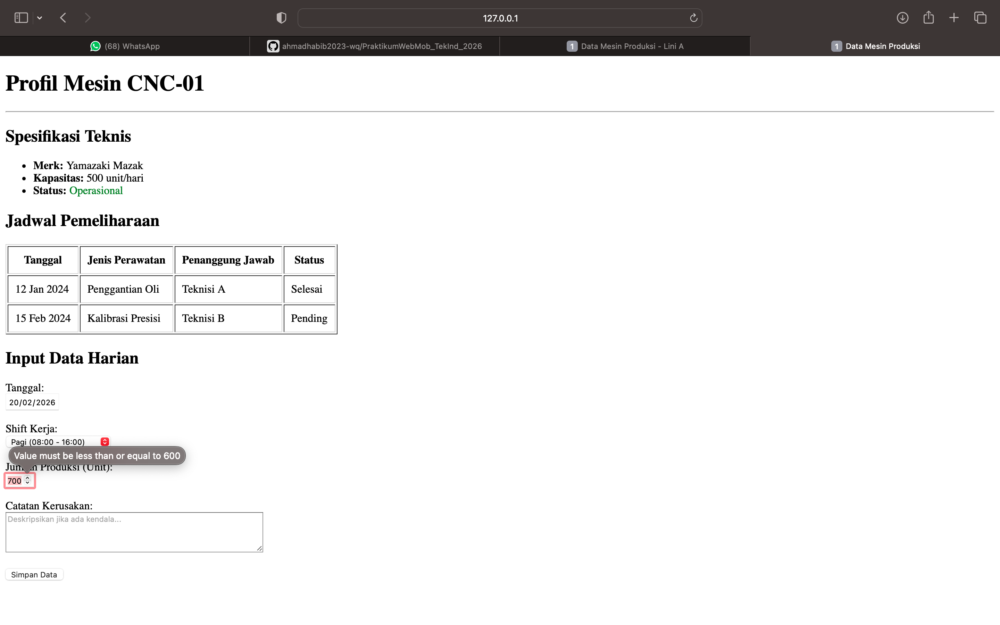 127.0.0.1
(68) WhatsApp
ahmadhabib2023-wq/PraktikumWebMob_TekInd_2026
1 Data Mesin Produksi - Lini A
1 Data Mesin Produksi
Profil Mesin CNC-01
Spesifikasi Teknis
• Merk: Yamazaki Mazak
• Kapasitas: 500 unit/hari
• Status: Operasional
Jadwal Pemeliharaan
Tanggal Jenis Perawatan Penanggung Jawab Status
12 Jan 2024 Penggantian Oli Teknisi A Selesai
15 Feb 2024 Kalibrasi Presisi Teknisi B Pending
Input Data Harian
Tanggal:
20/02/2026
Shift Kerja:
Pagi (08:00 - 16:00)
Value must be less than or equal to 600
Produksi (Unit):
700
Catatan Kerusakan:
Deskripsikan jika ada kendala...
Simpan Data